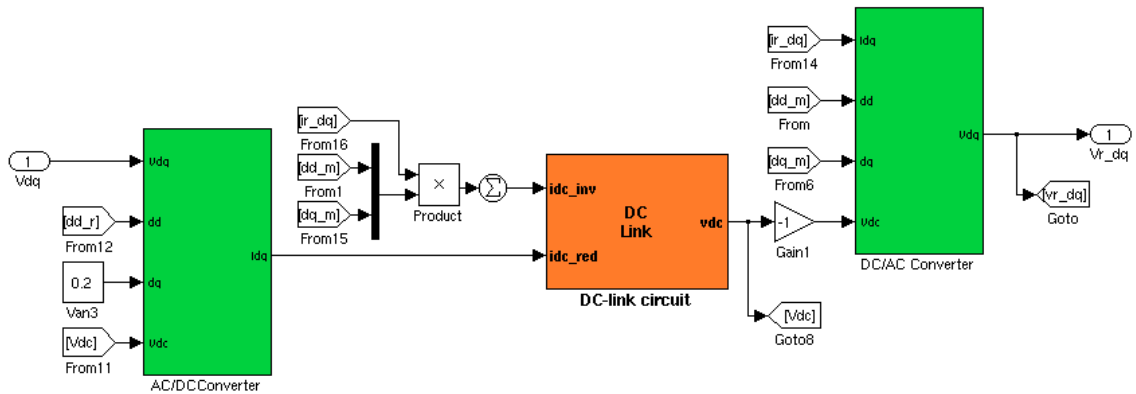 1
Vdq
[dd_r]
From12
0.2
Van3
[Vdc]
From11
Vdq
dd
dq
Vdc
Idq
AC/DCConverter
[ir_dq]
From16
[dd_m]
From1
[dq_m]
From15
×
Product
Σ
idc_inv
idc_red
DC
Link
vdc
DC-link circuit
-1
Gain1
[Vdc]
Goto8
[ir_dq]
From14
[dd_m]
From
[dq_m]
From6
Idq
dd
dq
Vdc
Vdq
DC/AC Converter
1
Vr_dq
[vr_dq]
Goto